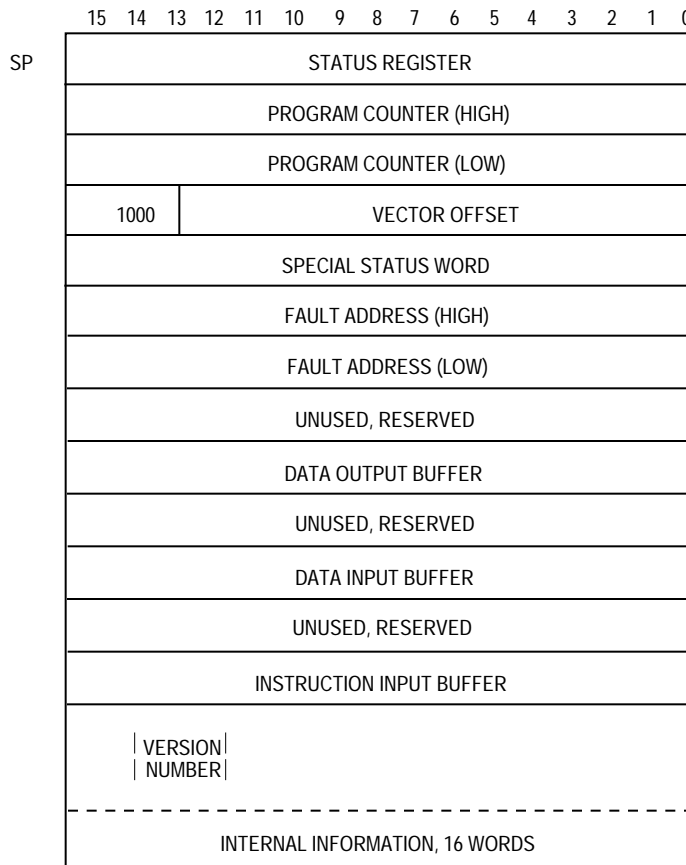 15 14 13 12 11 10 9 8 7 6 5 4 3 2 1 0
SP STATUS REGISTER
PROGRAM COUNTER (HIGH)
PROGRAM COUNTER (LOW)
1000 VECTOR OFFSET
SPECIAL STATUS WORD
FAULT ADDRESS (HIGH)
FAULT ADDRESS (LOW)
UNUSED, RESERVED
DATA OUTPUT BUFFER
UNUSED, RESERVED
DATA INPUT BUFFER
UNUSED, RESERVED
INSTRUCTION INPUT BUFFER
VERSION
NUMBER
INTERNAL INFORMATION, 16 WORDS